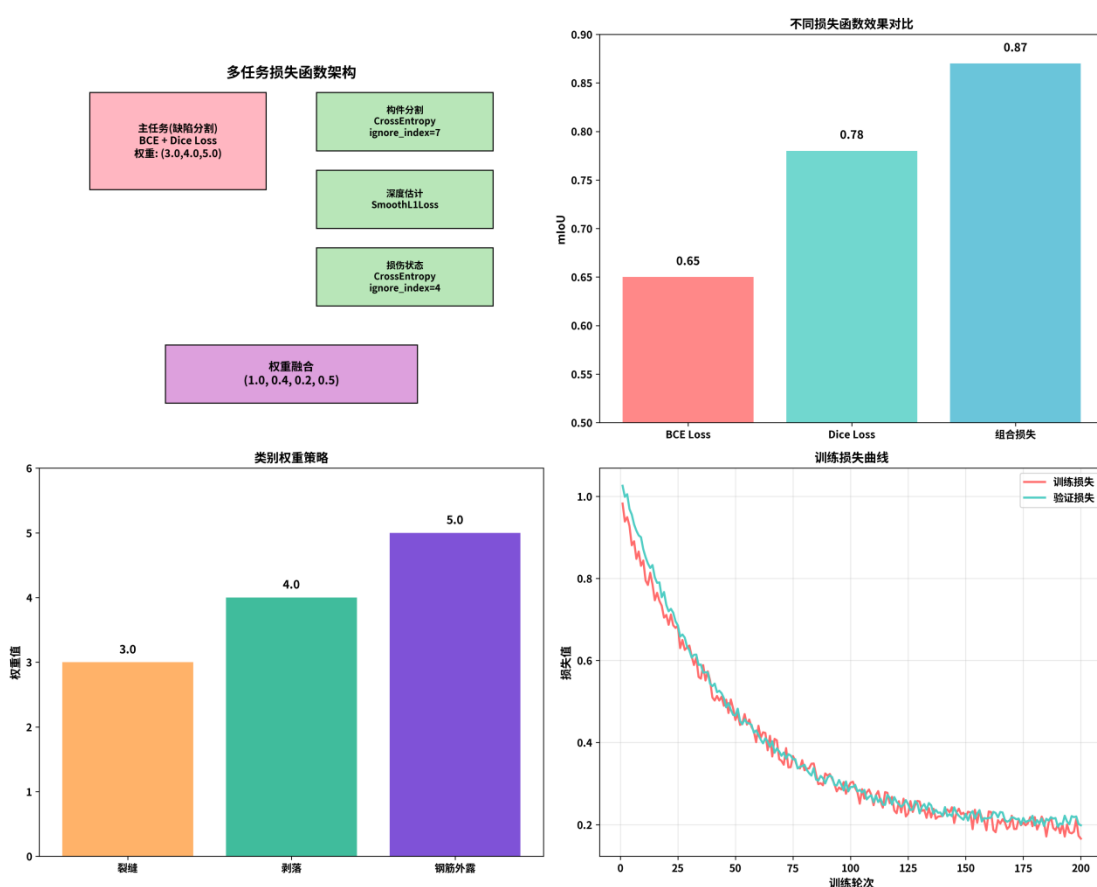 多任务损失函数架构
主任务(缺陷分割)
BCE + Dice Loss
权重: (3.0,4.0,5.0)
构件分割
CrossEntropy
ignore_index=7
深度估计
SmoothL1Loss
损伤状态
CrossEntropy
ignore_index=4
权重融合
(1.0, 0.4, 0.2, 0.5)
不同损失函数效果对比
mIoU
0.90
0.85
0.80
0.75
0.70
0.65
0.60
0.55
0.50
0.65
0.78
0.87
BCE Loss
Dice Loss
组合损失
类别权重策略
权重值
6
5
4
3
2
1
0
3.0
4.0
5.0
裂缝
剥落
钢筋外露
训练损失曲线
训练损失
验证损失
损失值
1.0
0.8
0.6
0.4
0.2
0
25
50
75
100
125
150
175
200
训练轮次